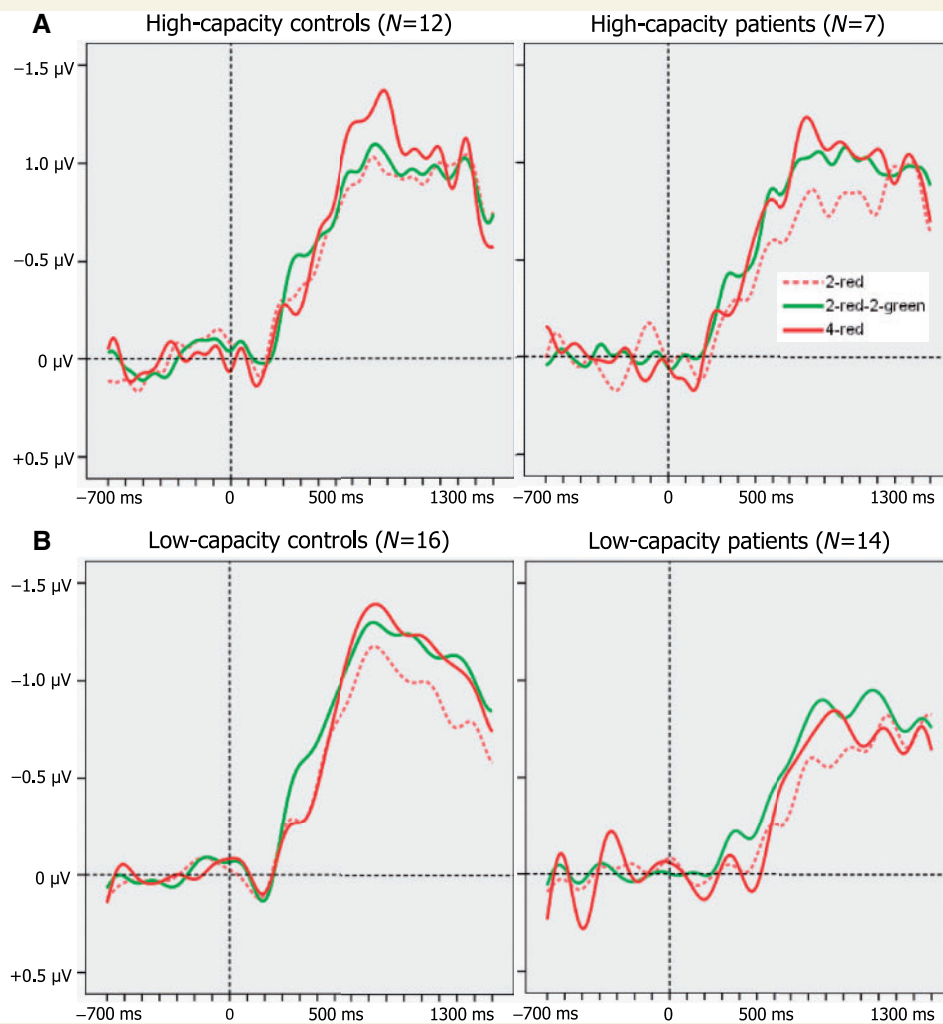 A High-capacity controls (N=12) High-capacity patients (N=7)
−1.5 µV
1.0 µV
−0.5 µV
0 µV
+0.5 µV
2-red
2-red-2-green
4-red
−700 ms 0 500 ms 1300 ms −700 ms 0 500 ms 1300 ms
B Low-capacity controls (N=16) Low-capacity patients (N=14)
−1.5 µV
−1.0 µV
−0.5 µV
0 µV
+0.5 µV
−700 ms 0 500 ms 1300 ms −700 ms 0 500 ms 1300 ms